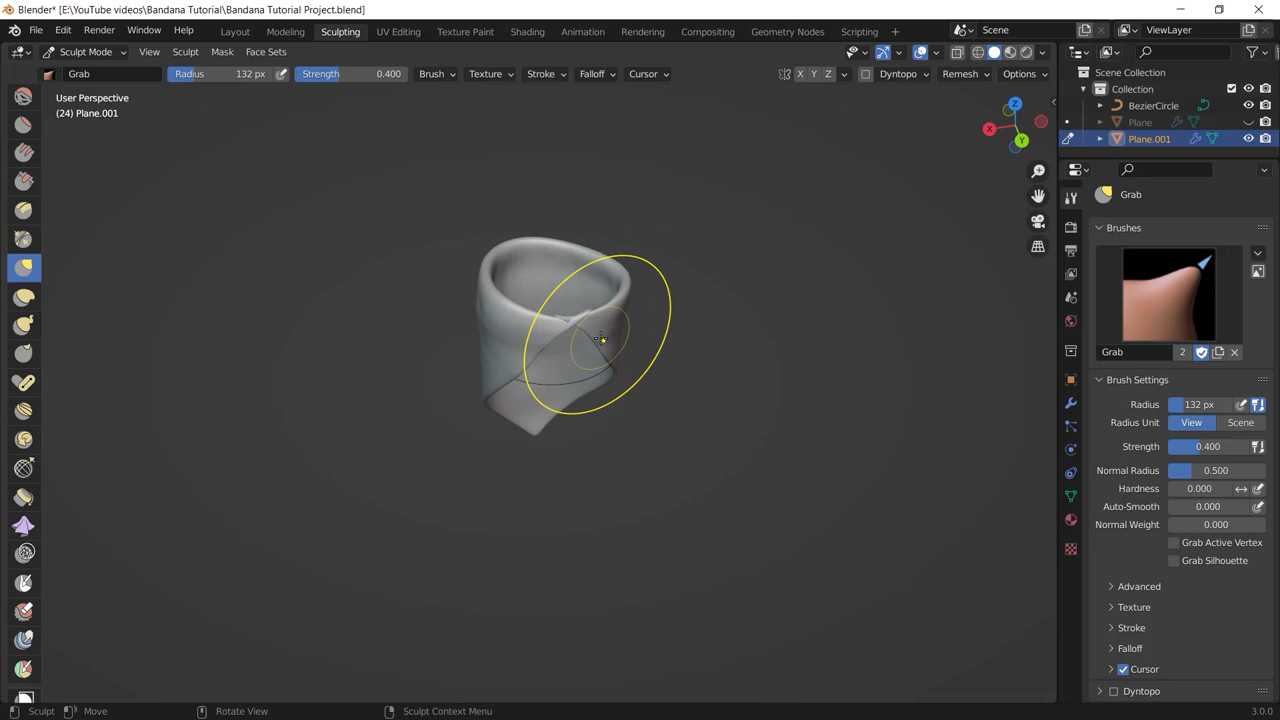 Blender* [E:\YouTube videos\Bandana Tutorial\Bandana Tutorial Project.blend]
File Edit Render Window Help Layout Modeling Sculpting UV Editing Texture Paint Shading Animation Rendering Compositing Geometry Nodes Scripting Scene ViewLayer
Sculpt Mode View Sculpt Mask Face Sets
Grab Radius 132 px Strength 0.400 Brush Texture Stroke Falloff Cursor X Y Z Dyntopo Remesh Options
User Perspective
(24) Plane.001
Z
X
Y
Scene Collection
Collection
BezierCircle
Plane
Plane.001
Grab
Brushes
Grab 2
Brush Settings
Radius 132 px
Radius Unit View Scene
Strength 0.400
Normal Radius 0.500
Hardness 0.000
Auto-Smooth 0.000
Normal Weight 0.000
Grab Active Vertex
Grab Silhouette
Advanced
Texture
Stroke
Falloff
Cursor
Dyntopo
Sculpt Move Rotate View Sculpt Context Menu 3.0.0